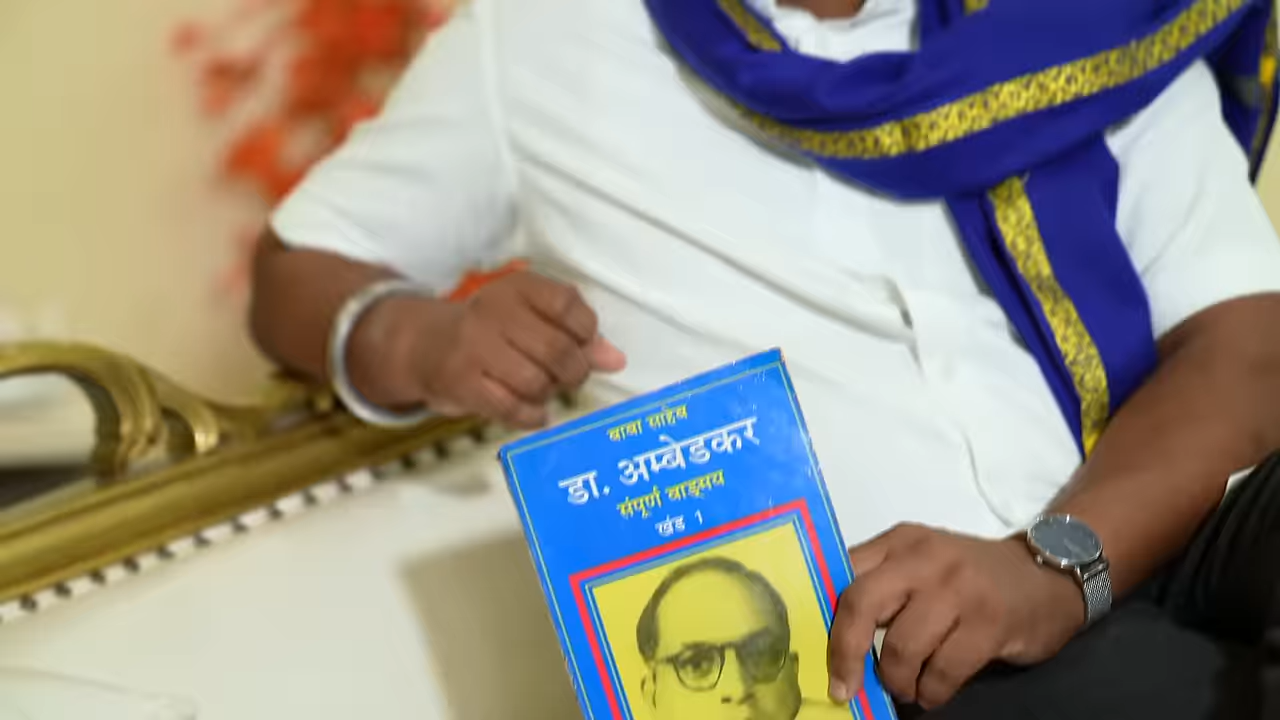 बाबा साहेब
डा. अम्बेडकर
संपूर्ण वाङ्मय
खंड 1